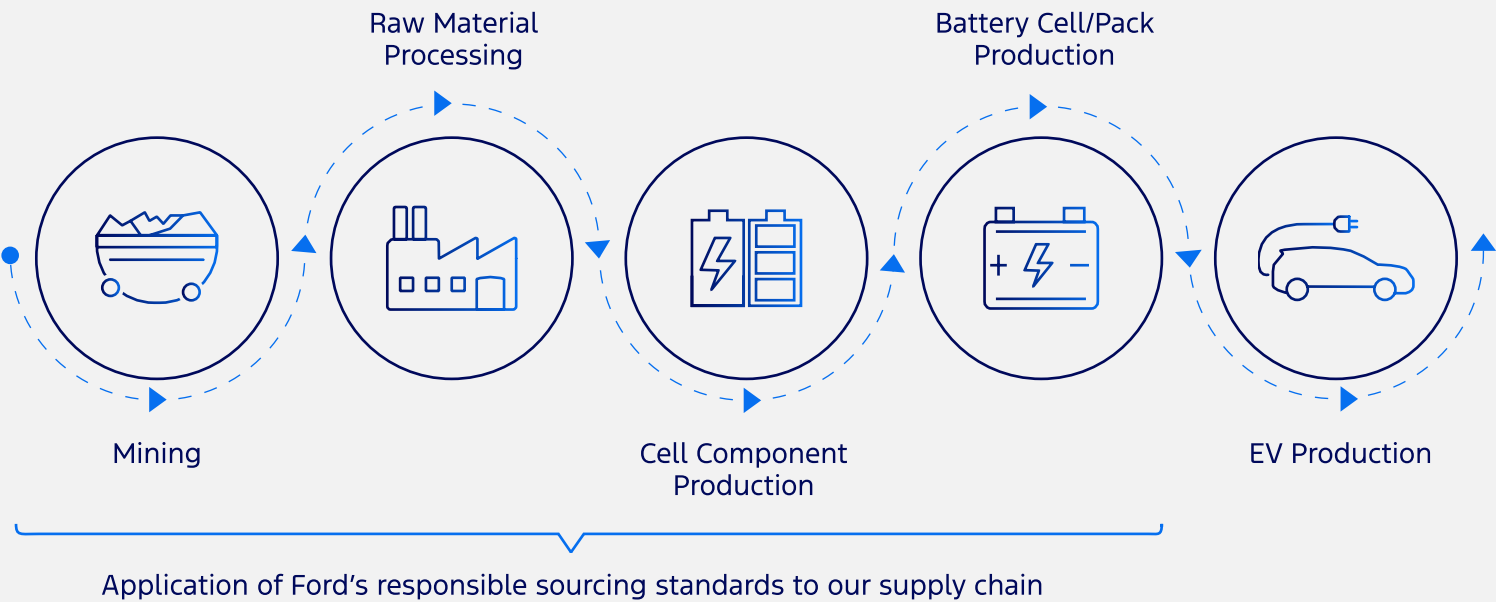 Raw Material
Processing
Battery Cell/Pack
Production
Mining
Cell Component
Production
EV Production
Application of Ford’s responsible sourcing standards to our supply chain